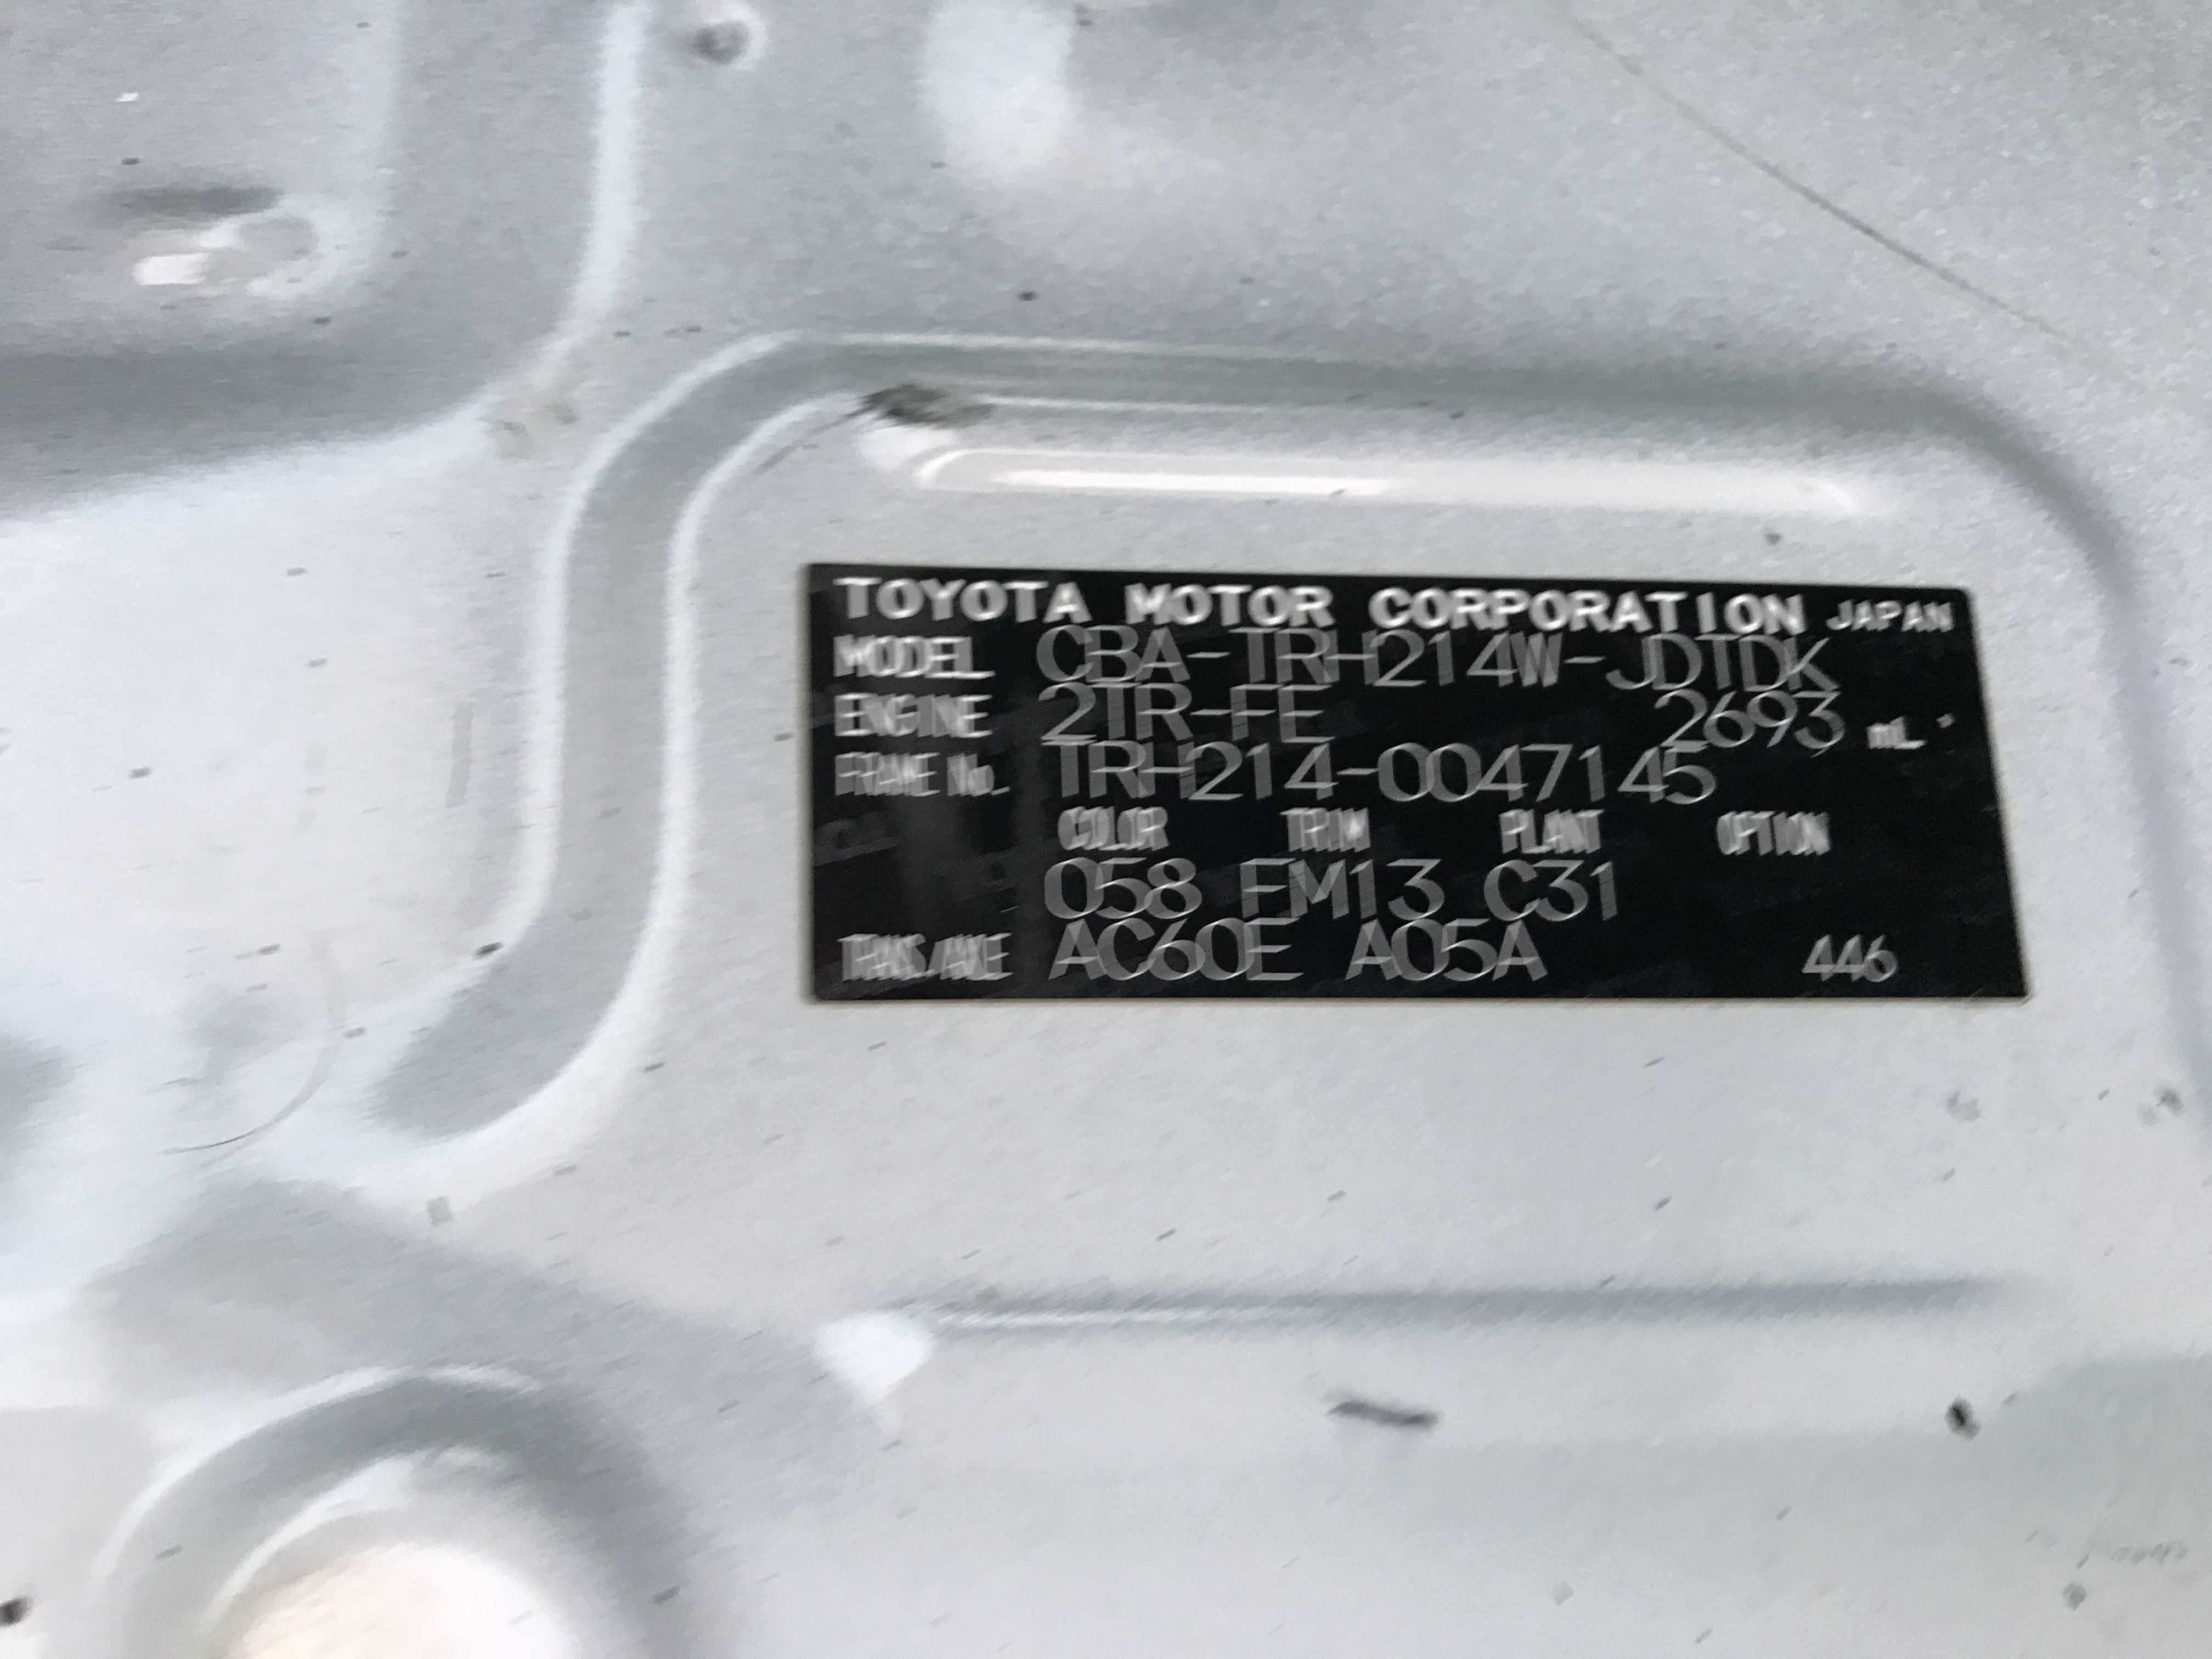 TOYOTA MOTOR CORPORATION JAPAN
MODEL CBA-TRH214W-JDTDK
ENGINE 2TR-FE 2693 mL
FRAME No. TRH214-0047145
COLOR TRIM PLANT OPTION
058 FM13 C31
TRANS./AXLE AC60E A05A 446